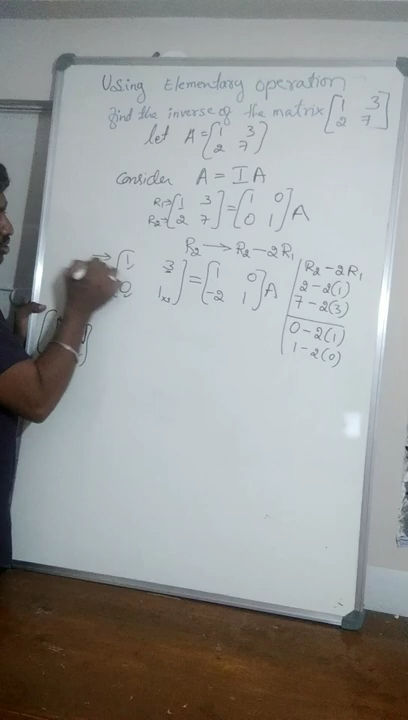 Using Elementary operation
find the inverse of the matrix [1 3
2 7]
let A = [1 3
2 7]
Consider A = IA
R1→ [1 3
R2→ 2 7] = [1 0
0 1] A
R2 → R2 - 2R1
→ [1 3
0 1] = [1 0
-2 1] A
R2 - 2R1
2 - 2(1)
7 - 2(3)
0 - 2(1)
1 - 2(0)